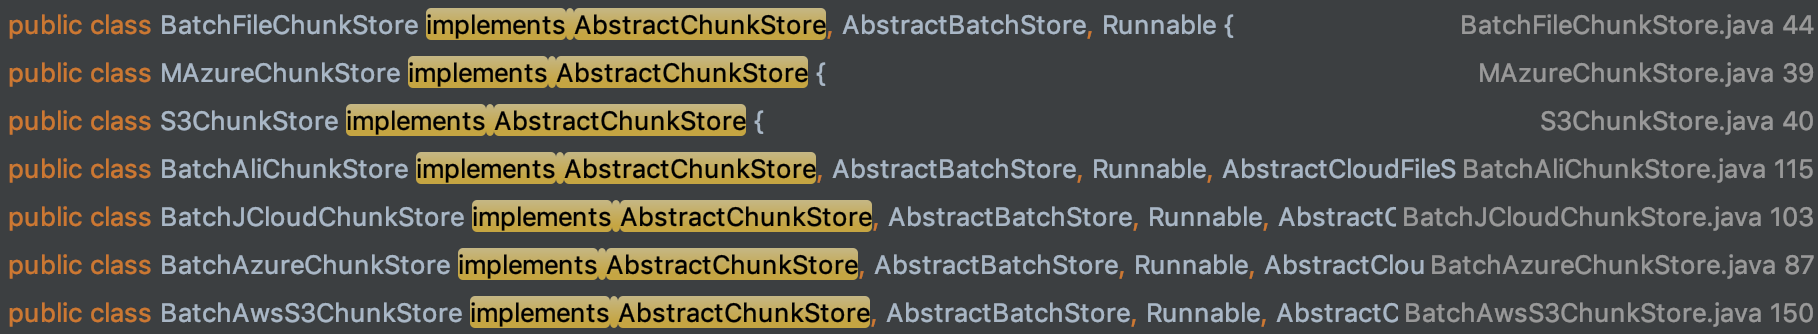 public class BatchFileChunkStore implements AbstractChunkStore, AbstractBatchStore, Runnable { BatchFileChunkStore.java 44
public class MAzureChunkStore implements AbstractChunkStore { MAzureChunkStore.java 39
public class S3ChunkStore implements AbstractChunkStore { S3ChunkStore.java 40
public class BatchAliChunkStore implements AbstractChunkStore, AbstractBatchStore, Runnable, AbstractCloudFileS BatchAliChunkStore.java 115
public class BatchJCloudChunkStore implements AbstractChunkStore, AbstractBatchStore, Runnable, AbstractC BatchJCloudChunkStore.java 103
public class BatchAzureChunkStore implements AbstractChunkStore, AbstractBatchStore, Runnable, AbstractClou BatchAzureChunkStore.java 87
public class BatchAwsS3ChunkStore implements AbstractChunkStore, AbstractBatchStore, Runnable, AbstractC BatchAwsS3ChunkStore.java 150